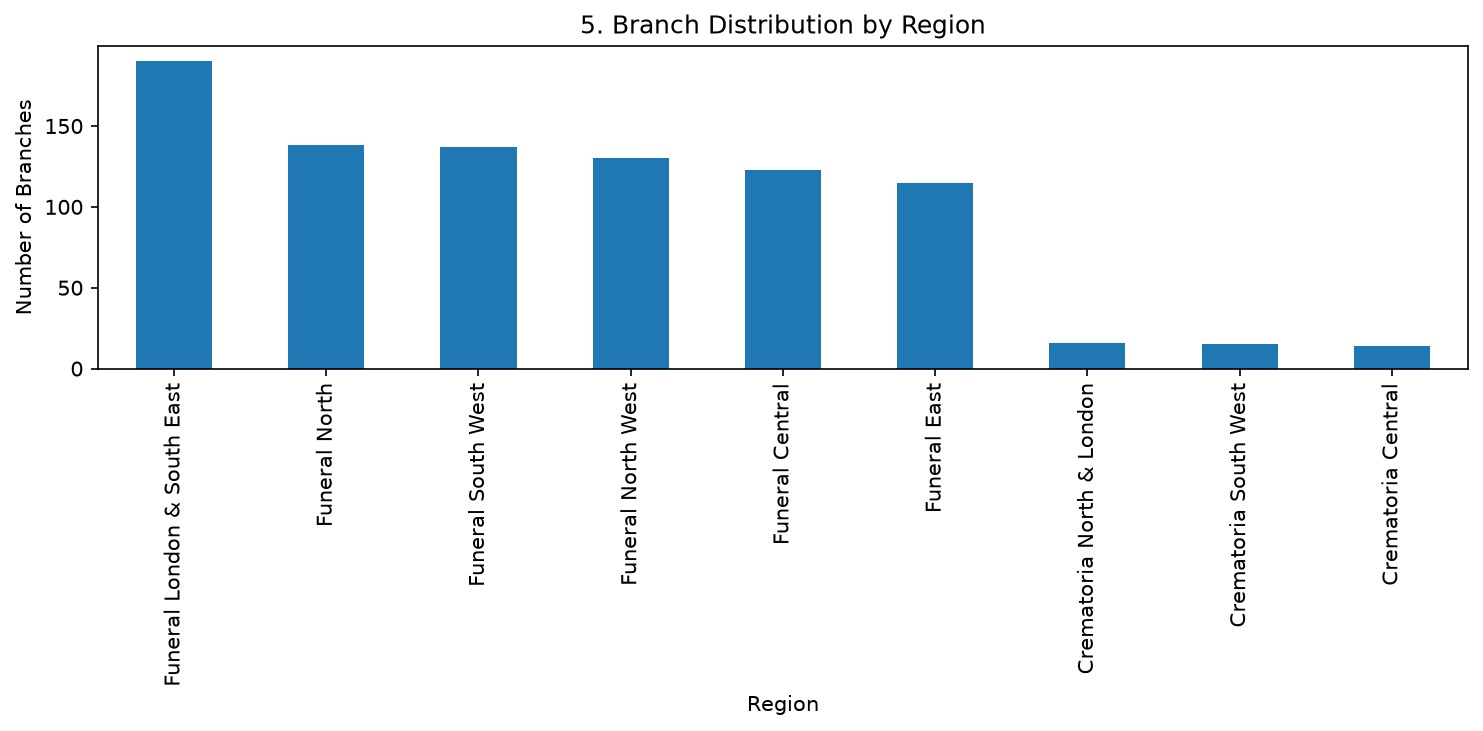 5. Branch Distribution by Region
Number of Branches
150
100
50
0
Funeral London & South East
Funeral North
Funeral South West
Funeral North West
Funeral Central
Funeral East
Crematoria North & London
Crematoria South West
Crematoria Central
Region